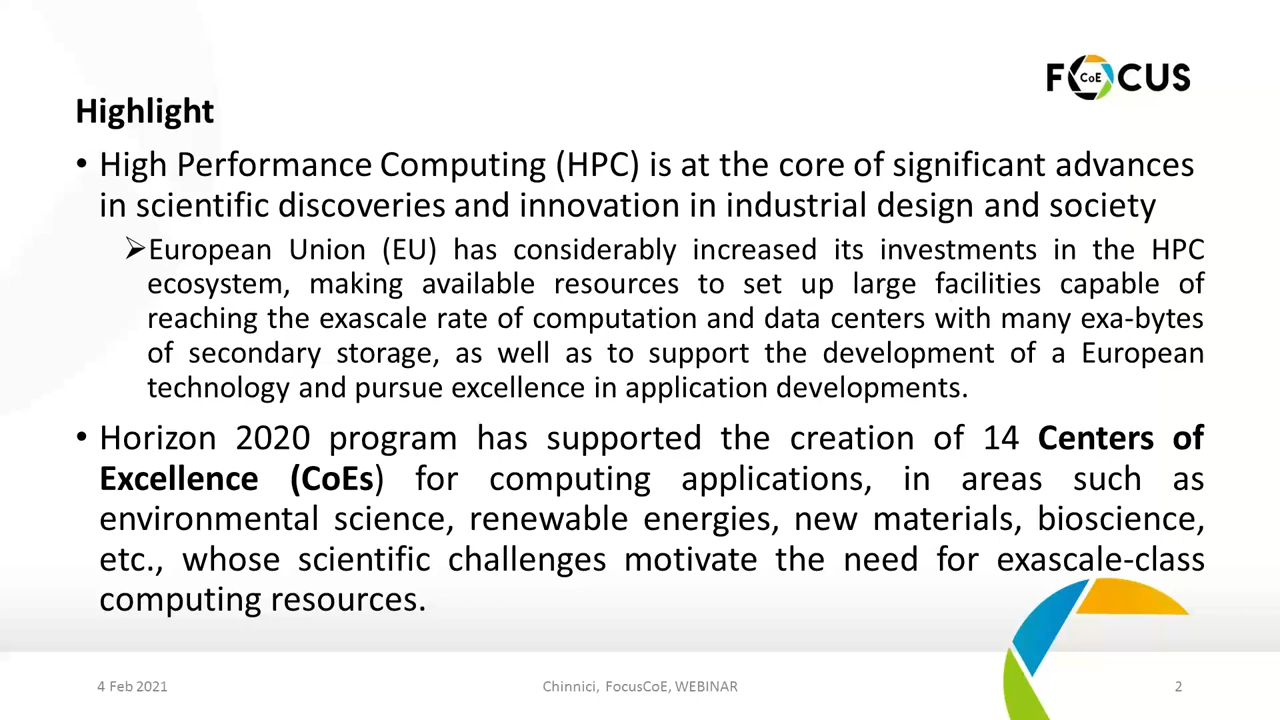 FOCUS
CoE
Highlight
• High Performance Computing (HPC) is at the core of significant advances
in scientific discoveries and innovation in industrial design and society
➢European Union (EU) has considerably increased its investments in the HPC
ecosystem, making available resources to set up large facilities capable of
reaching the exascale rate of computation and data centers with many exa-bytes
of secondary storage, as well as to support the development of a European
technology and pursue excellence in application developments.
• Horizon 2020 program has supported the creation of 14 Centers of
Excellence (CoEs) for computing applications, in areas such as
environmental science, renewable energies, new materials, bioscience,
etc., whose scientific challenges motivate the need for exascale-class
computing resources.
4 Feb 2021
Chinnici, FocusCoE, WEBINAR
2